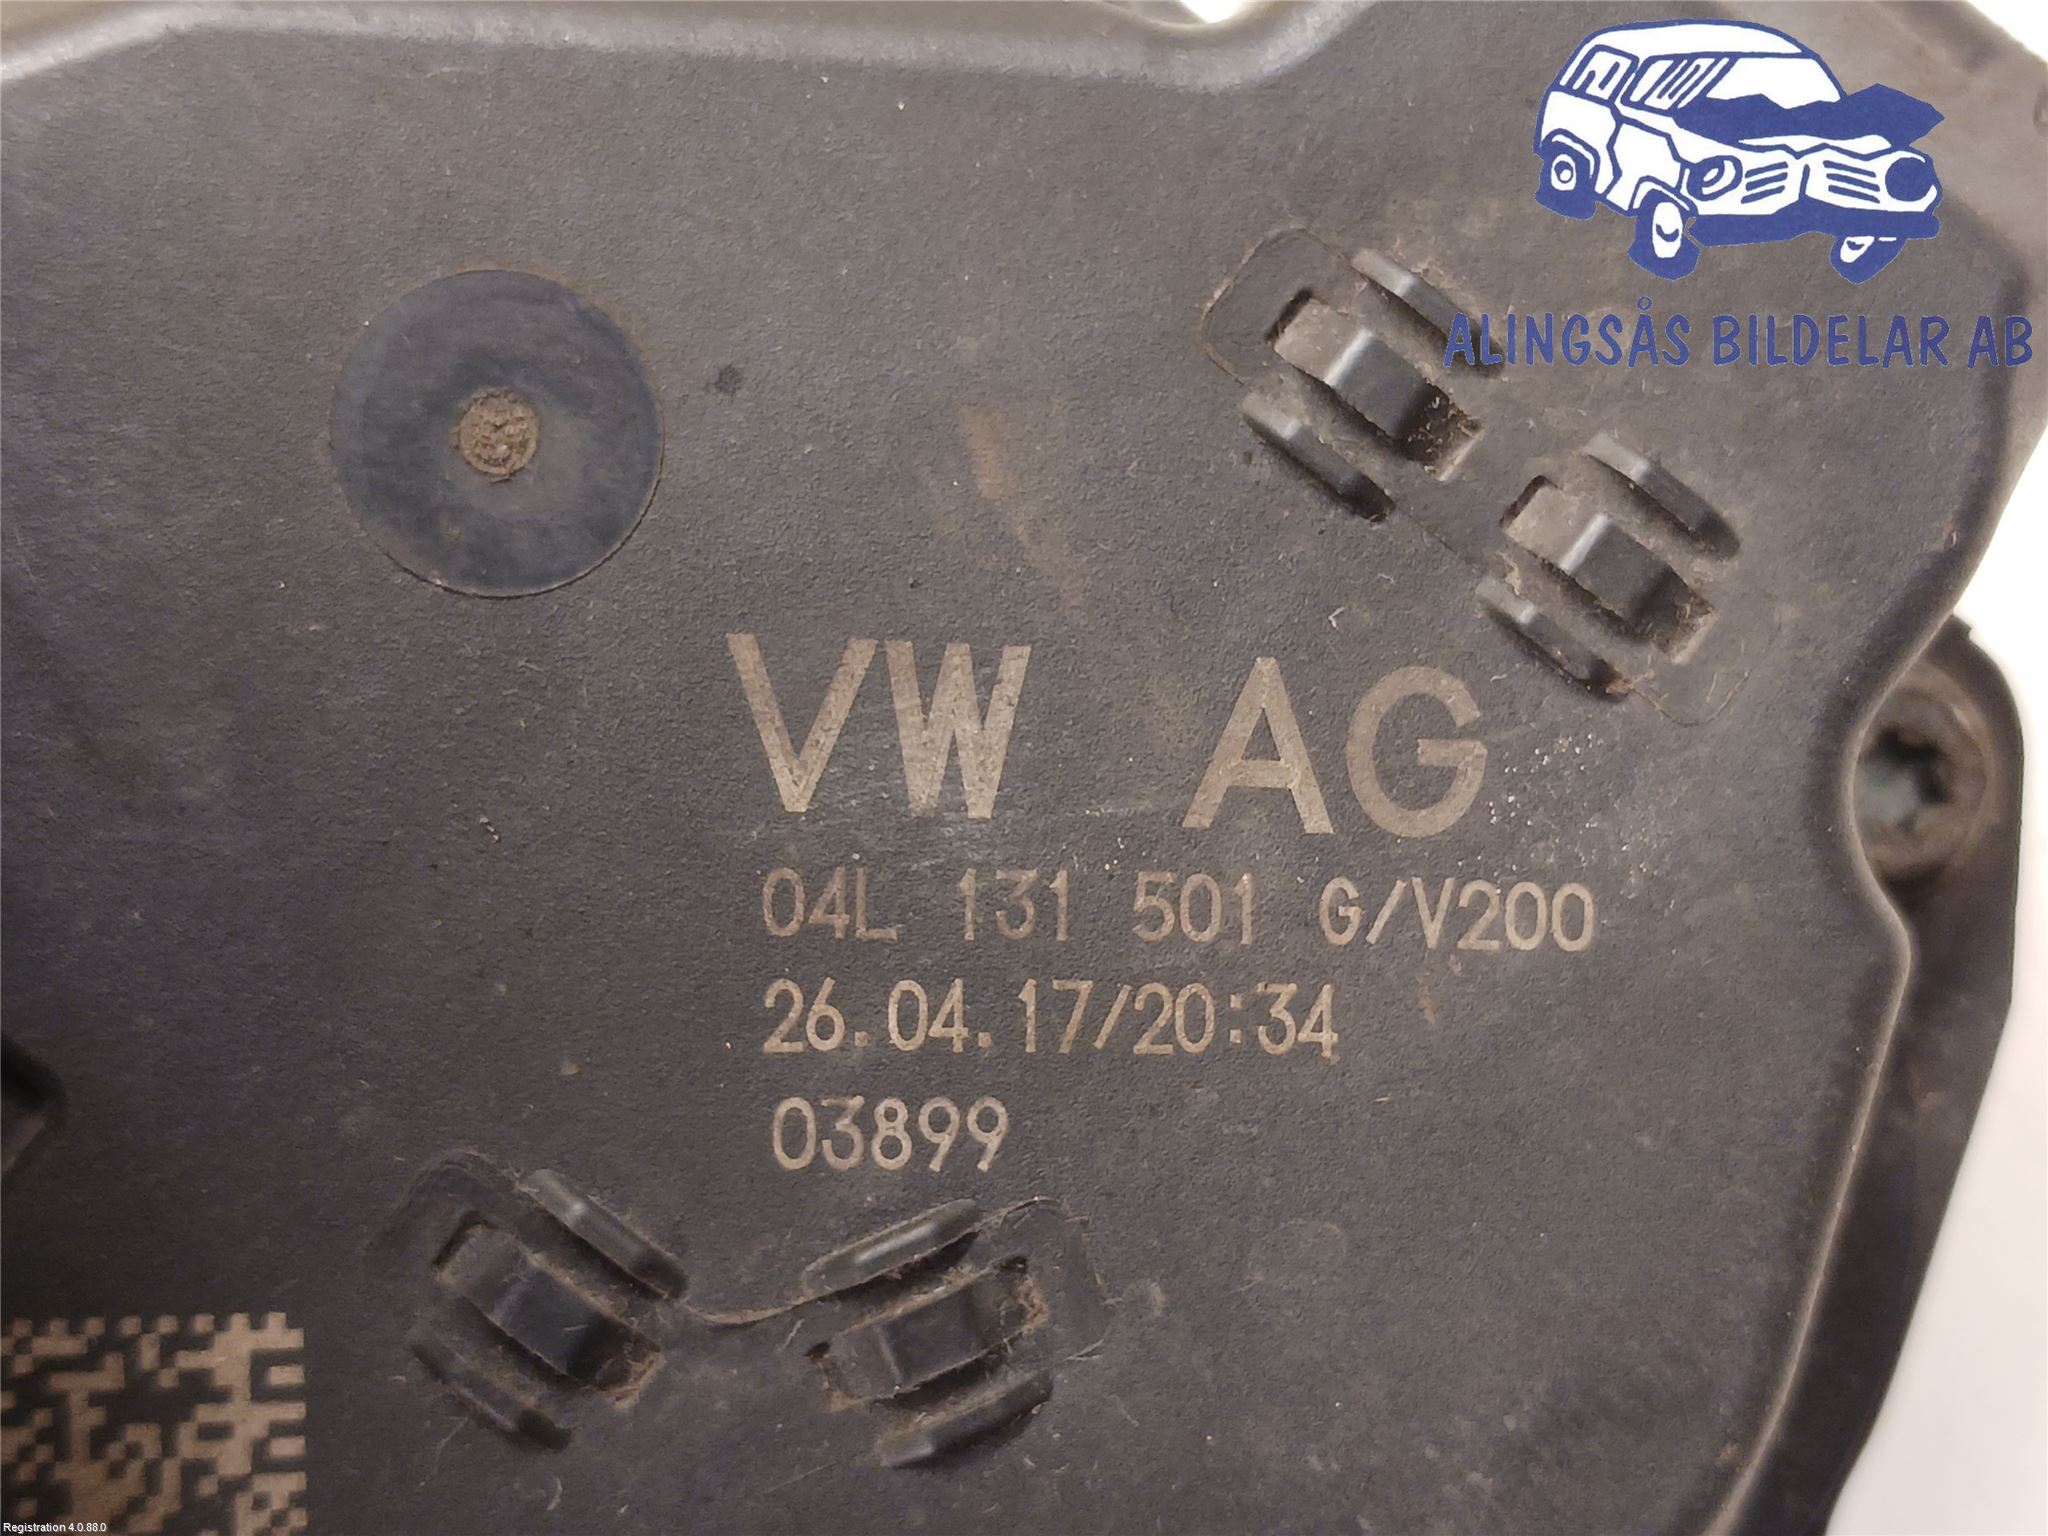 ALINGSÅS BILDELAR AB
VW AG
04L 131 501 G/V200
26.04.17/20:34
03899
Registration 4.0.88.0